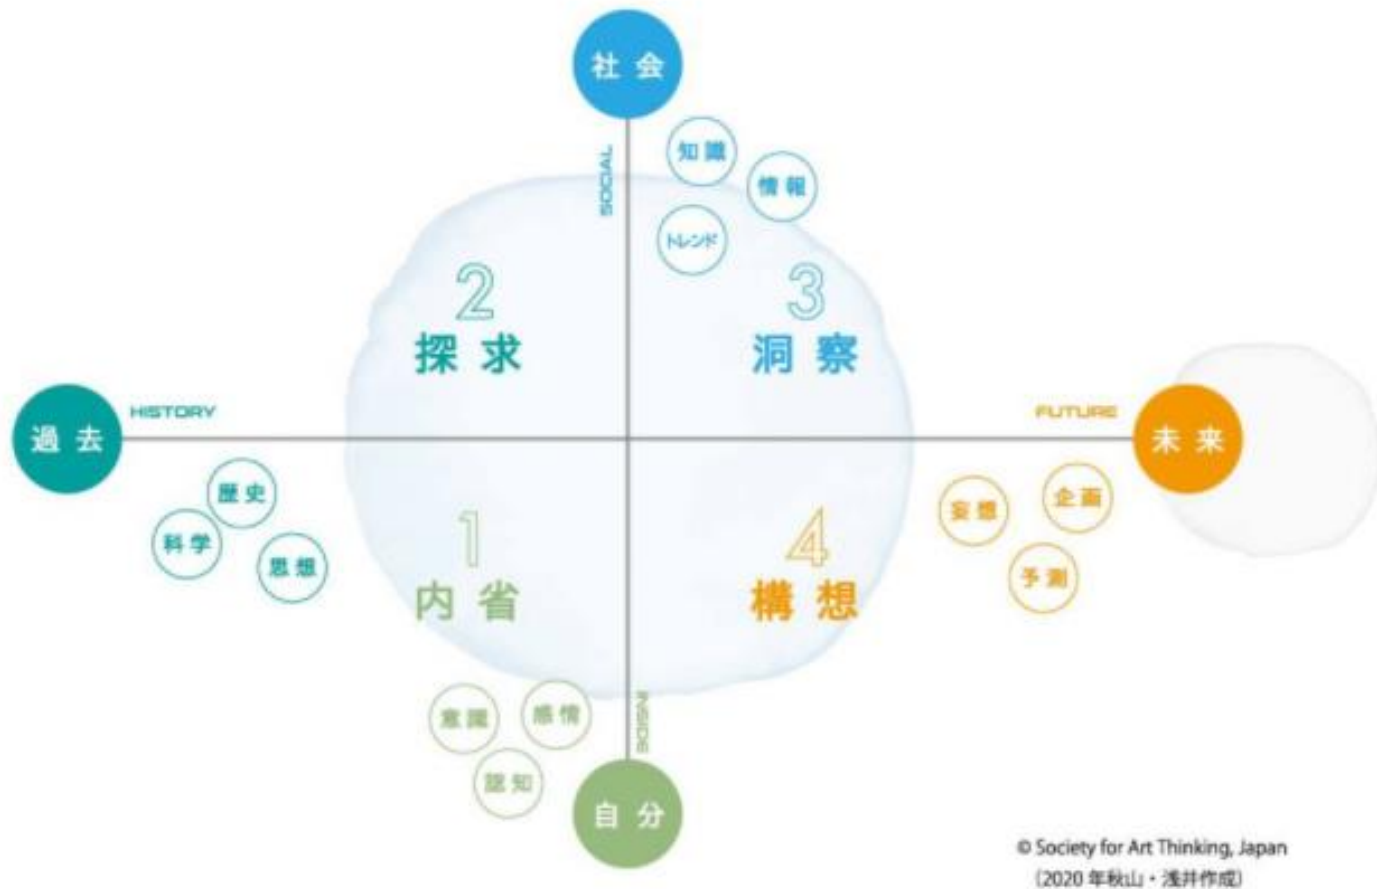 社会
SOCIAL
知識
情報
トレンド
2
探求
3
洞察
過去
HISTORY
FUTURE
未来
歴史
科学
思想
1
内省
4
構想
妄想
企画
予測
意識
感情
認知
INSIDE
自分
© Society for Art Thinking, Japan
(2020 年秋山・浅井作成)